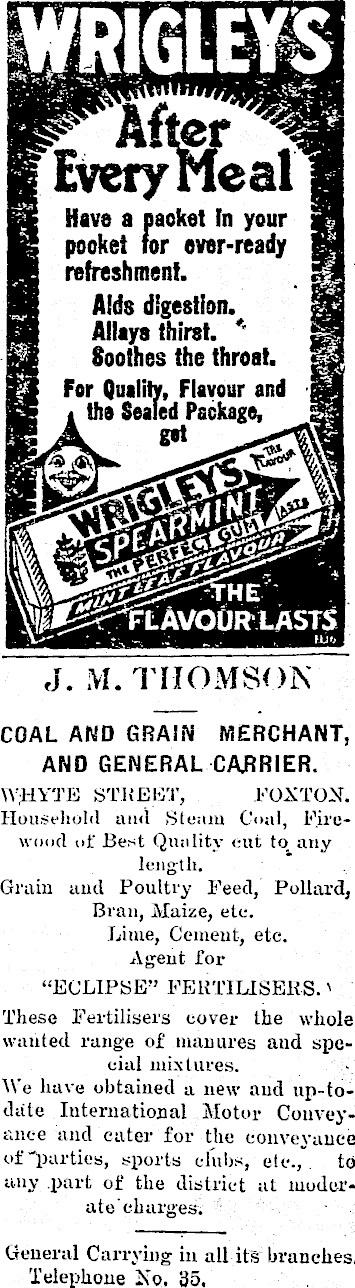 WRIGLEY'S
After
Every Meal
Have a packet in your
pocket for ever-ready
refreshment.
Aids digestion.
Allays thirst.
Soothes the throat.
For Quality, Flavour and
the Sealed Package,
get
WRIGLEY'S
SPEARMINT
THE PERFECT GUM
MINT LEAF FLAVOUR
THE
FLAVOUR
LASTS
THE
FLAVOUR LASTS
J. M. THOMSON
COAL AND GRAIN MERCHANT,
AND GENERAL CARRIER.
WHYTE STREET, FOXTON.
Household and Steam Coal, Fire-
wood of Best Quality cut to any
length.
Grain and Poultry Feed, Pollard,
Bran, Maize, etc.
Lime, Cement, etc.
Agent for
"ECLIPSE" FERTILISERS.
These Fertilisers cover the whole
wanted range of manures and spe-
cial mixtures.
We have obtained a new and up-to-
date International Motor Convey-
ance and cater for the conveyance
of parties, sports clubs, etc., to
any part of the district at moder-
ate charges.
General Carrying in all its branches.
Telephone No. 35.